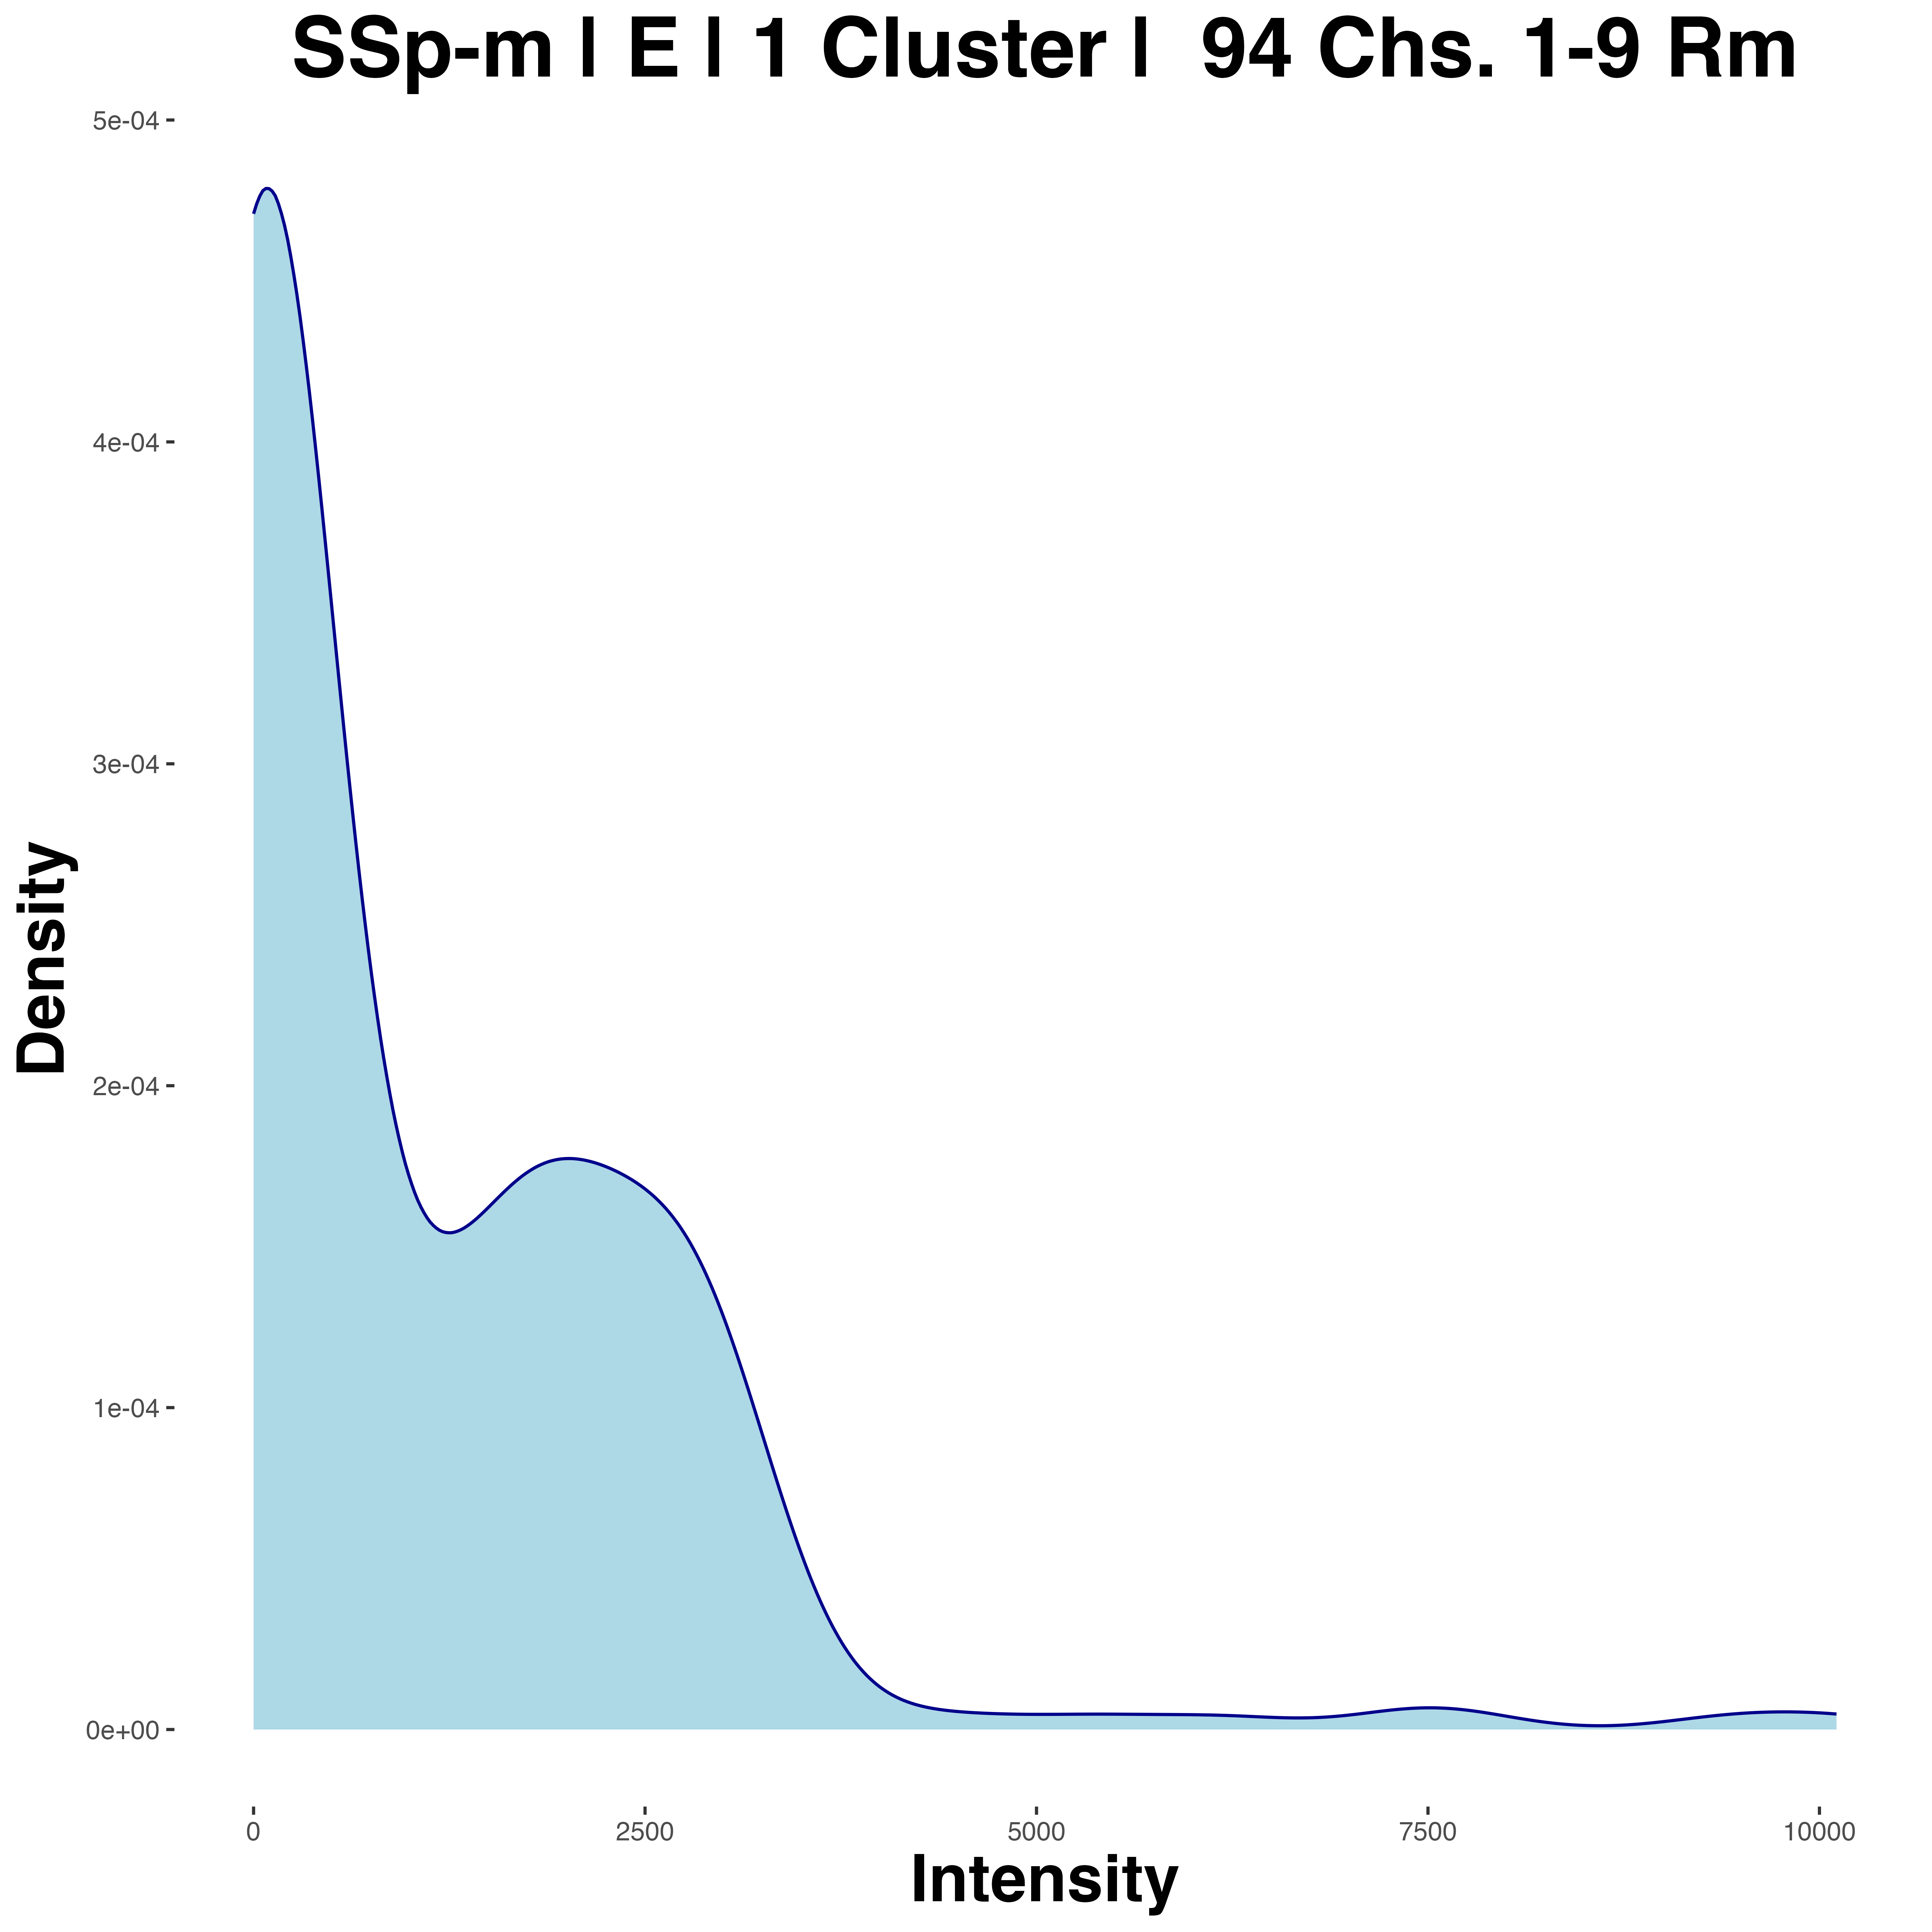 SSp-m | E | 1 Cluster |  94 Chs. 1-9 Rm
5e-04
4e-04
3e-04
2e-04
1e-04
0e+00
Density
0 2500 5000 7500 10000
Intensity